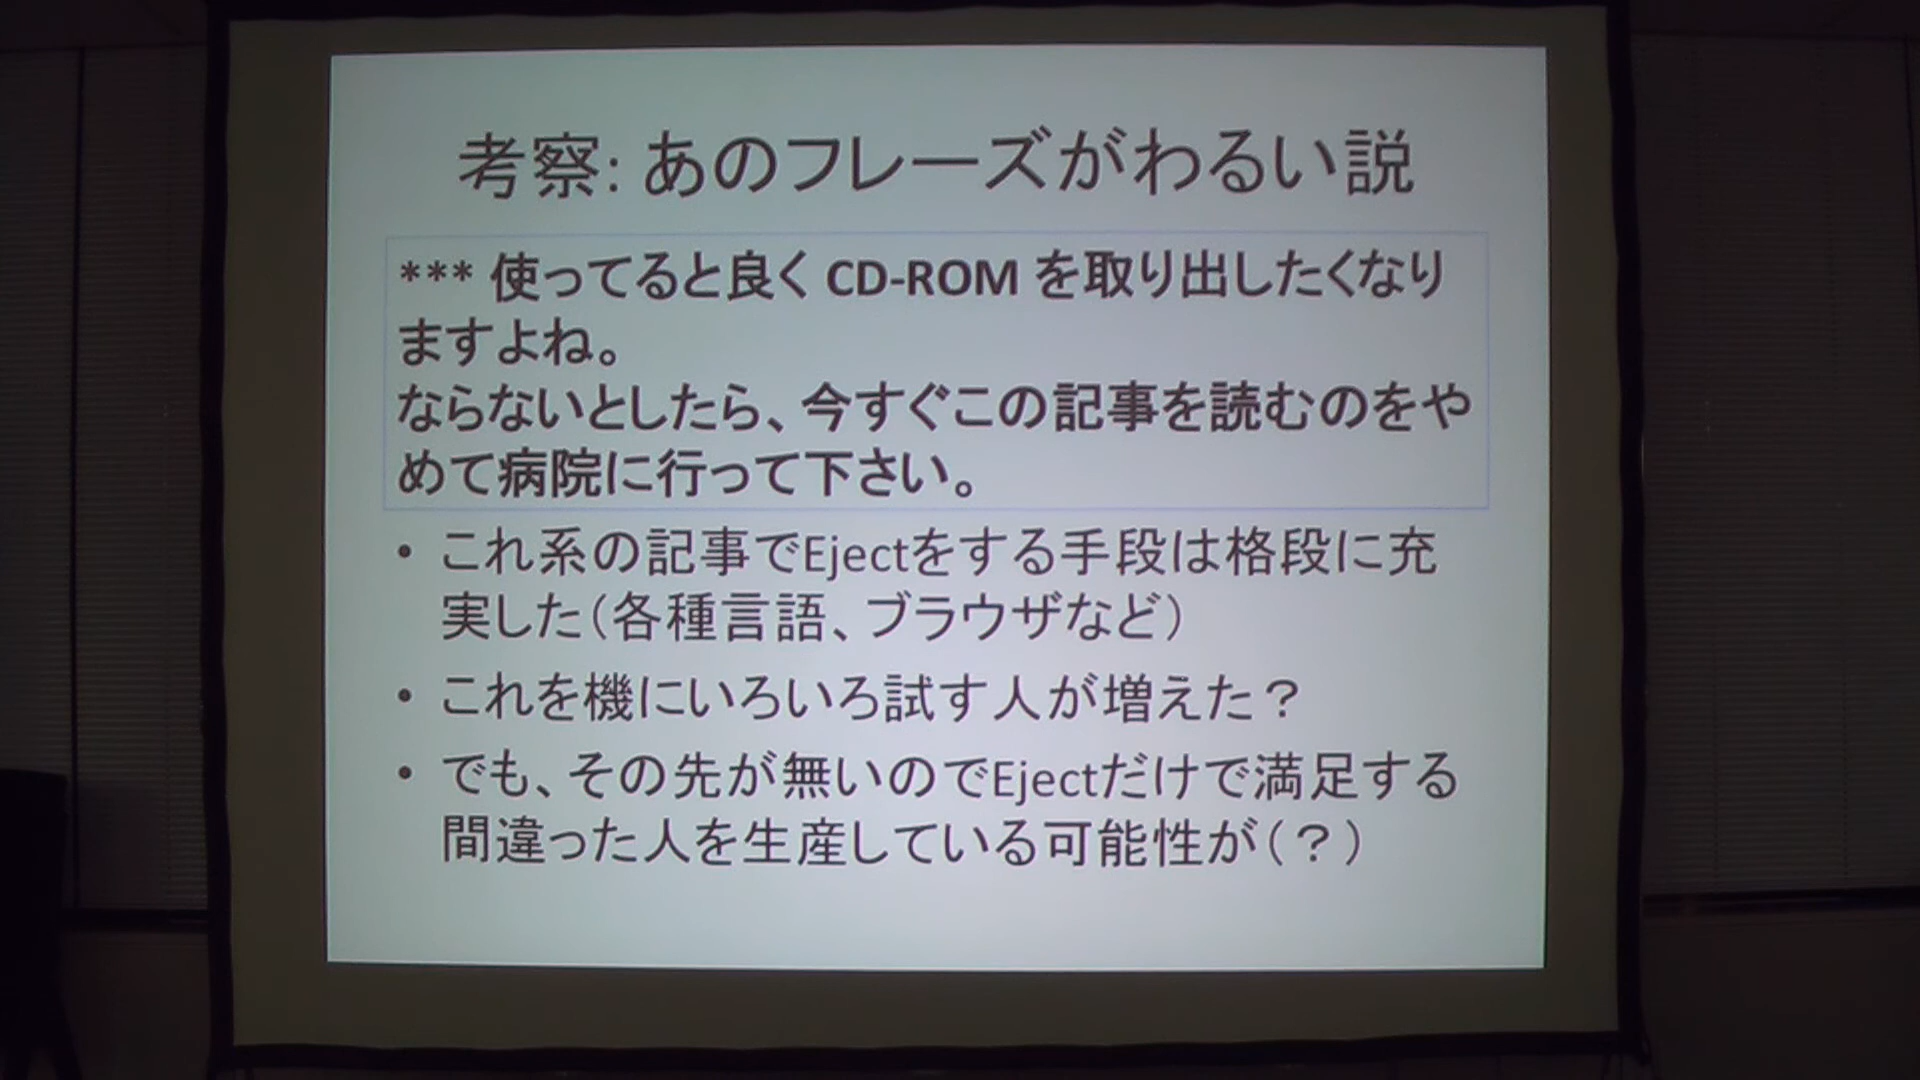 考察: あのフレーズがわるい説
*** 使ってると良く CD-ROM を取り出したくなり
ますよね。
ならないとしたら、今すぐこの記事を読むのをや
めて病院に行って下さい。
• これ系の記事でEjectをする手段は格段に充
実した（各種言語、ブラウザなど）
• これを機にいろいろ試す人が増えた？
• でも、その先が無いのでEjectだけで満足する
間違った人を生産している可能性が（？）